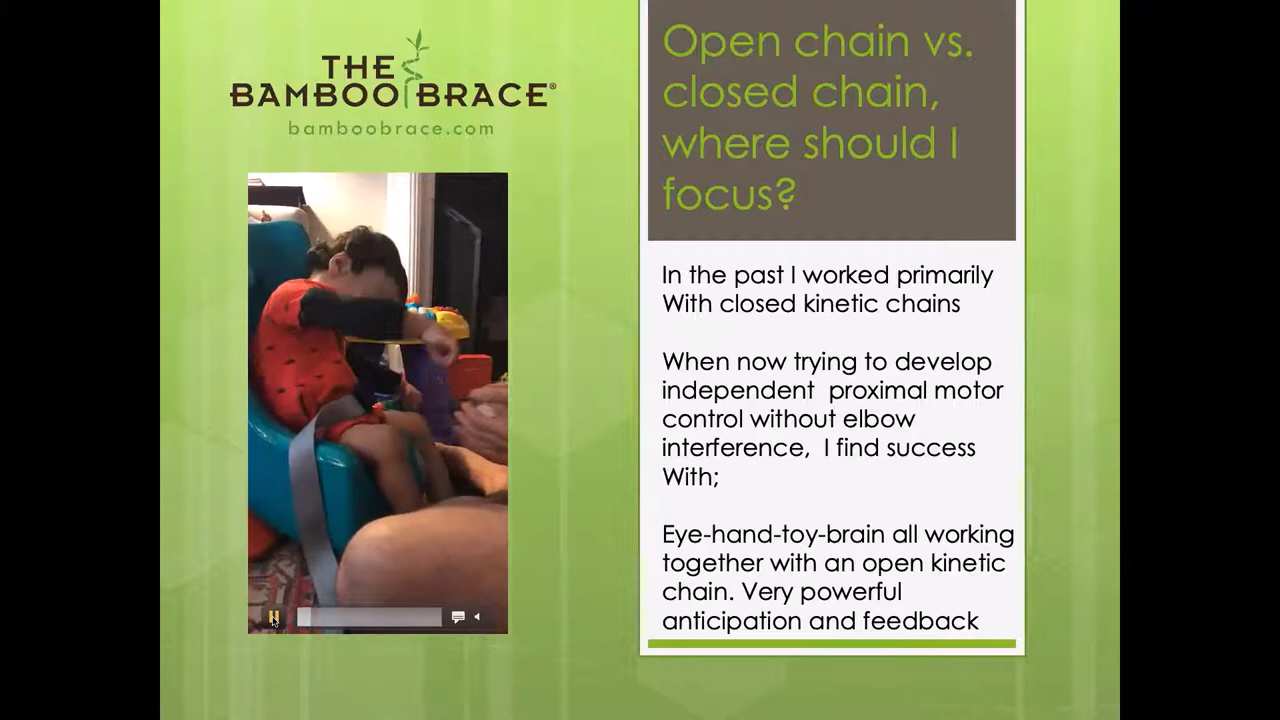 THE
BAMBOO BRACE®
bamboobrace.com
Open chain vs.
closed chain,
where should I
focus?
In the past I worked primarily
With closed kinetic chains
When now trying to develop
independent  proximal motor
control without elbow
interference,  I find success
With;
Eye-hand-toy-brain all working
together with an open kinetic
chain. Very powerful
anticipation and feedback